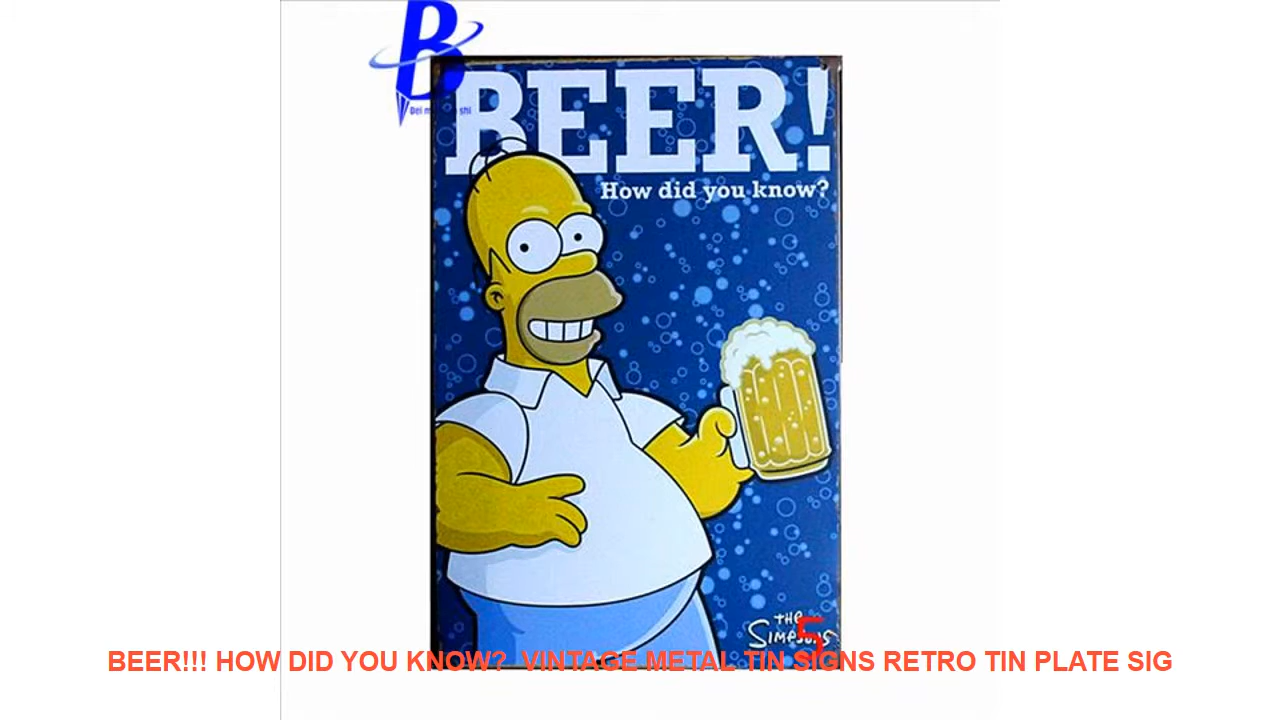 B
BEER!
How did you know?
THE
SIMPSONS
5
BEER!!! HOW DID YOU KNOW? VINTAGE METAL TIN SIGNS RETRO TIN PLATE SIG